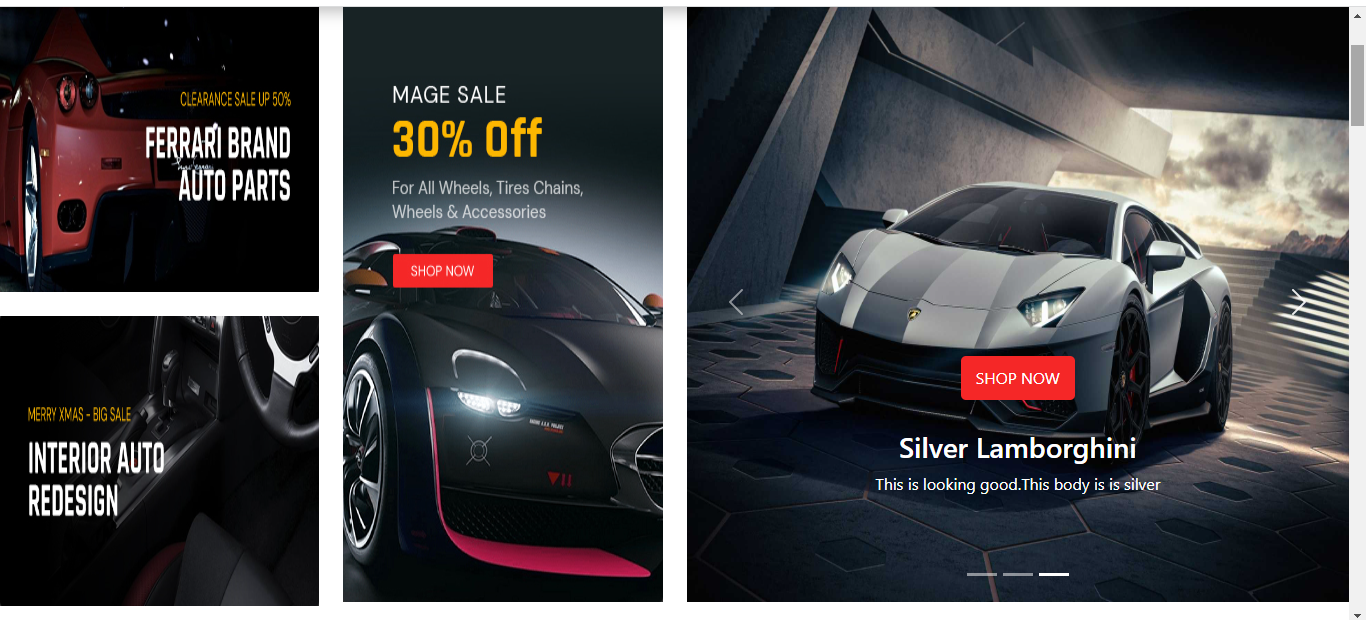 CLEARANCE SALE UP 50%
FERRARI BRAND
AUTO PARTS
MERRY XMAS - BIG SALE
INTERIOR AUTO
REDESIGN
MAGE SALE
30% Off
For All Wheels, Tires Chains,
Wheels & Accessories
SHOP NOW
SHOP NOW
Silver Lamborghini
This is looking good.This body is is silver